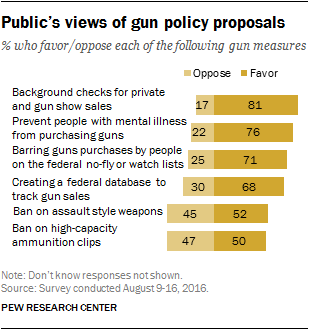 Public's views of gun policy proposals
% who favor/oppose each of the following gun measures
Oppose Favor
Background checks for private
and gun show sales
17 81
Prevent people with mental illness
from purchasing guns
22 76
Barring guns purchases by people
on the federal no-fly or watch lists
25 71
Creating a federal database to
track gun sales
30 68
Ban on assault style weapons
45 52
Ban on high-capacity
ammunition clips
47 50
Note: Don't know responses not shown.
Source: Survey conducted August 9-16, 2016.
PEW RESEARCH CENTER